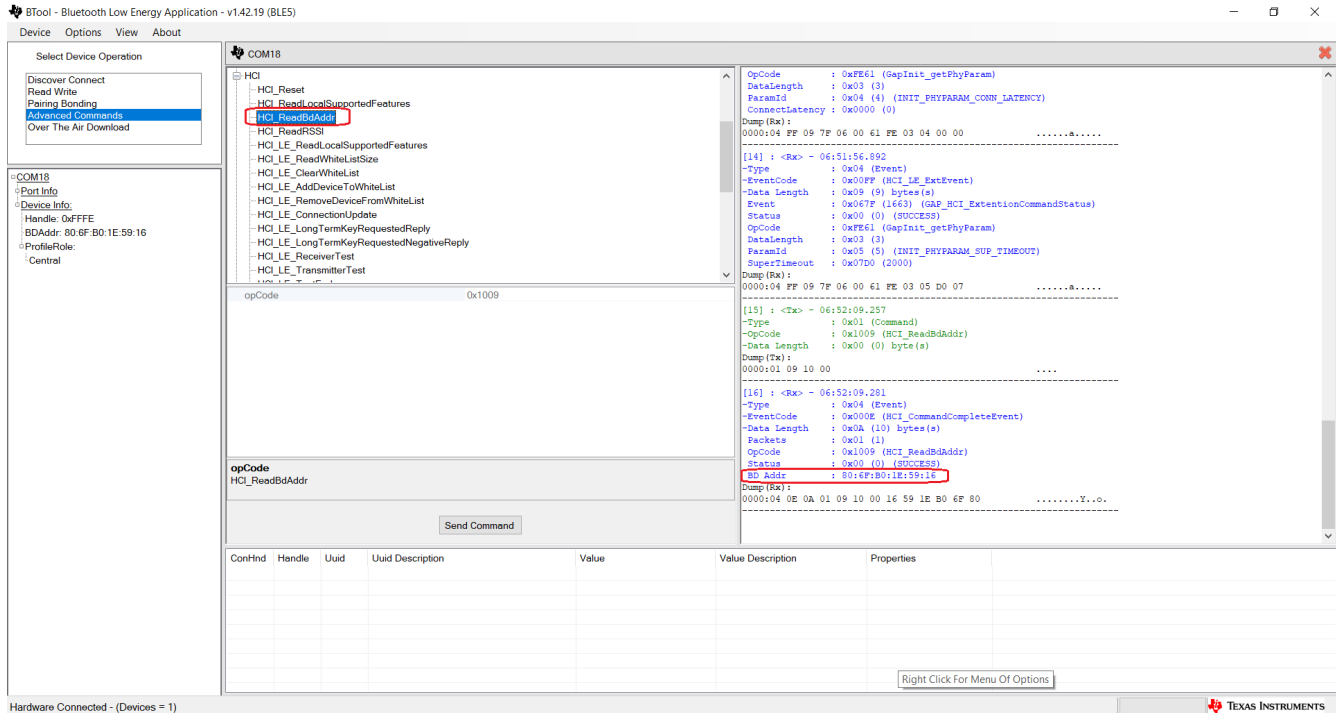 BTool - Bluetooth Low Energy Application - v1.42.19 (BLE5)
Device Options View About
Select Device Operation
Discover Connect
Read Write
Pairing Bonding
Advanced Commands
Over The Air Download
COM18
Port Info
Device Info:
Handle: 0xFFFE
BDAddr: 80:6F:B0:1E:59:16
ProfileRole:
Central
COM18
HCI
HCI_Reset
HCI_ReadLocalSupportedFeatures
HCI_ReadBdAddr
HCI_ReadRSSI
HCI_LE_ReadLocalSupportedFeatures
HCI_LE_ReadWhiteListSize
HCI_LE_ClearWhiteList
HCI_LE_AddDeviceToWhiteList
HCI_LE_RemoveDeviceFromWhiteList
HCI_LE_ConnectionUpdate
HCI_LE_LongTermKeyRequestedReply
HCI_LE_LongTermKeyRequestedNegativeReply
HCI_LE_ReceiverTest
HCI_LE_TransmitterTest
opCode 0x1009
opCode
HCI_ReadBdAddr
Send Command
OpCode : 0xFE61 (GapInit_getPhyParam)
DataLength : 0x03 (3)
ParamId : 0x04 (4) (INIT_PHYPARAM_CONN_LATENCY)
ConnectLatency : 0x0000 (0)
Dump(Rx):
0000:04 FF 09 7F 06 00 61 FE 03 04 00 00 ......a.....
[14] : <Rx> - 06:51:56.892
-Type : 0x04 (Event)
-EventCode : 0x00FF (HCI_LE_ExtEvent)
-Data Length : 0x09 (9) bytes(s)
Event : 0x067F (1663) (GAP_HCI_ExtentionCommandStatus)
Status : 0x00 (0) (SUCCESS)
OpCode : 0xFE61 (GapInit_getPhyParam)
DataLength : 0x03 (3)
ParamId : 0x05 (5) (INIT_PHYPARAM_SUP_TIMEOUT)
SuperTimeout : 0x07D0 (2000)
Dump(Rx):
0000:04 FF 09 7F 06 00 61 FE 03 05 D0 07 ......a.....
[15] : <Tx> - 06:52:09.257
-Type : 0x01 (Command)
-OpCode : 0x1009 (HCI_ReadBdAddr)
-Data Length : 0x00 (0) byte(s)
Dump(Tx):
0000:01 09 10 00 ....
[16] : <Rx> - 06:52:09.281
-Type : 0x04 (Event)
-EventCode : 0x000E (HCI_CommandCompleteEvent)
-Data Length : 0x0A (10) bytes(s)
Packets : 0x01 (1)
OpCode : 0x1009 (HCI_ReadBdAddr)
Status : 0x00 (0) (SUCCESS)
BD Addr : 80:6F:B0:1E:59:16
Dump(Rx):
0000:04 0E 0A 01 09 10 00 16 59 1E B0 6F 80 ........Y..o.
ConHnd Handle Uuid Uuid Description Value Value Description Properties
Right Click For Menu Of Options
Hardware Connected - (Devices = 1)
TEXAS INSTRUMENTS